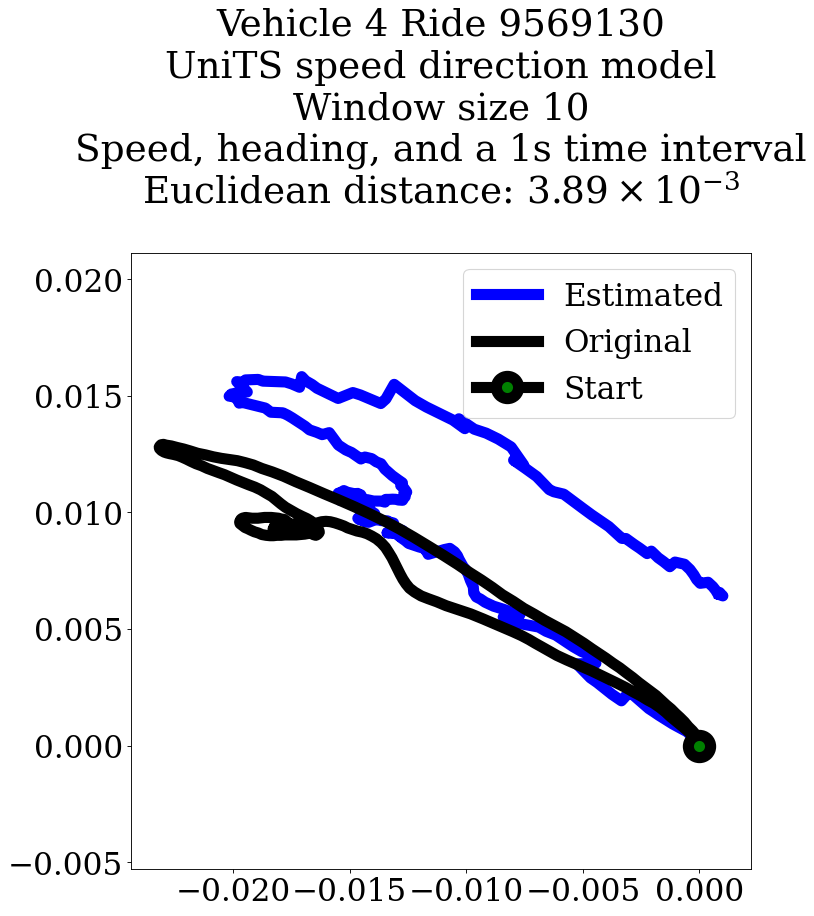 Vehicle 4 Ride 9569130
UniTS speed direction model
Window size 10
Speed, heading, and a 1s time interval
Euclidean distance: 3.89 × 10⁻³
Estimated
Original
Start
0.020
0.015
0.010
0.005
0.000
−0.005
−0.020 −0.015 −0.010 −0.005 0.000